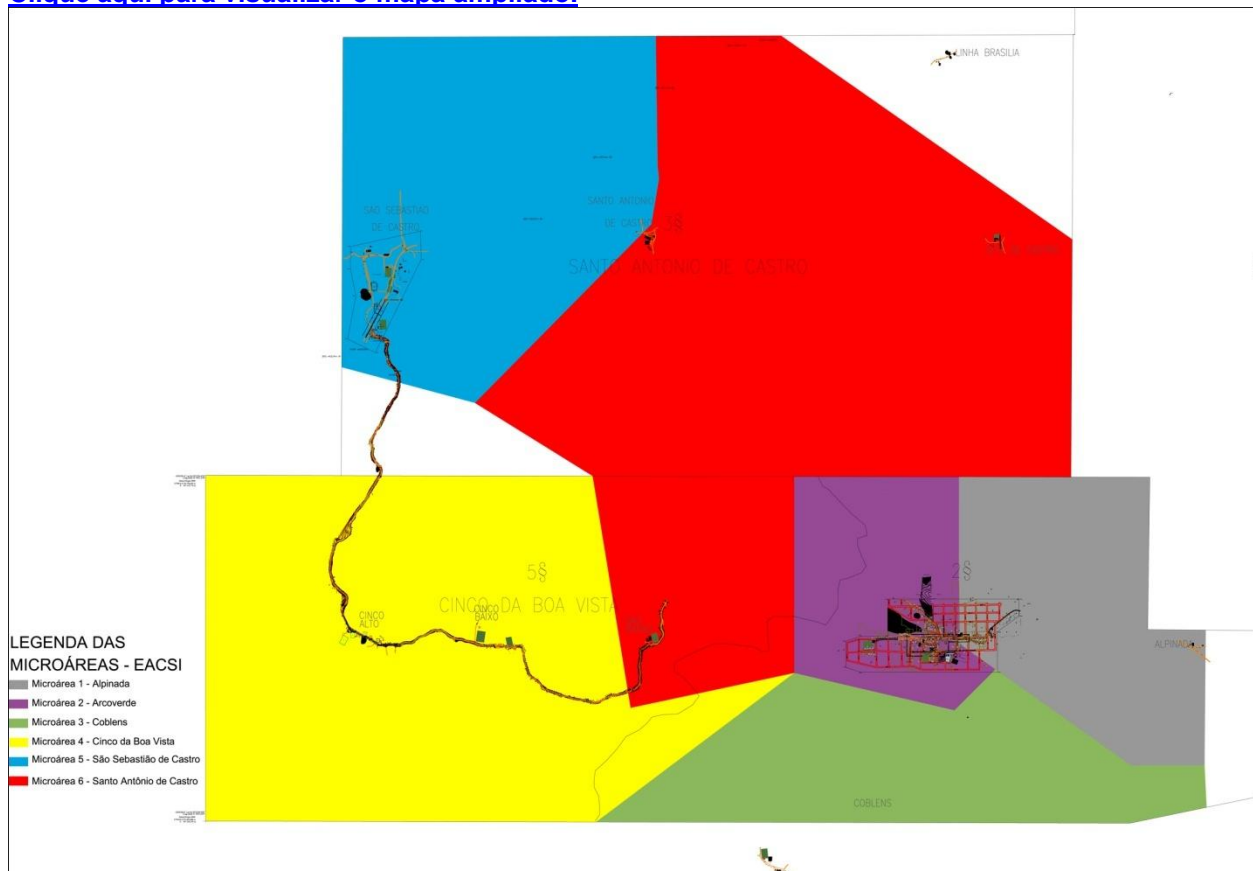 Clique aqui para visualizar o mapa ampliado.
LINHA BRASILIA
SÃO SEBASTIÃO
DE CASTRO
SANTO ANTONIO
DE CASTRO
3§
SANTO ANTONIO DE CASTRO
5§
CINCO DA BOA VISTA
CINCO
ALTO
CINCO
BAIXO
2§
ALPINADA
COBLENS
LEGENDA DAS
MICROÁREAS - EACSI
Microárea 1 - Alpinada
Microárea 2 - Arcoverde
Microárea 3 - Coblens
Microárea 4 - Cinco da Boa Vista
Microárea 5 - São Sebastião de Castro
Microárea 6 - Santo Antônio de Castro